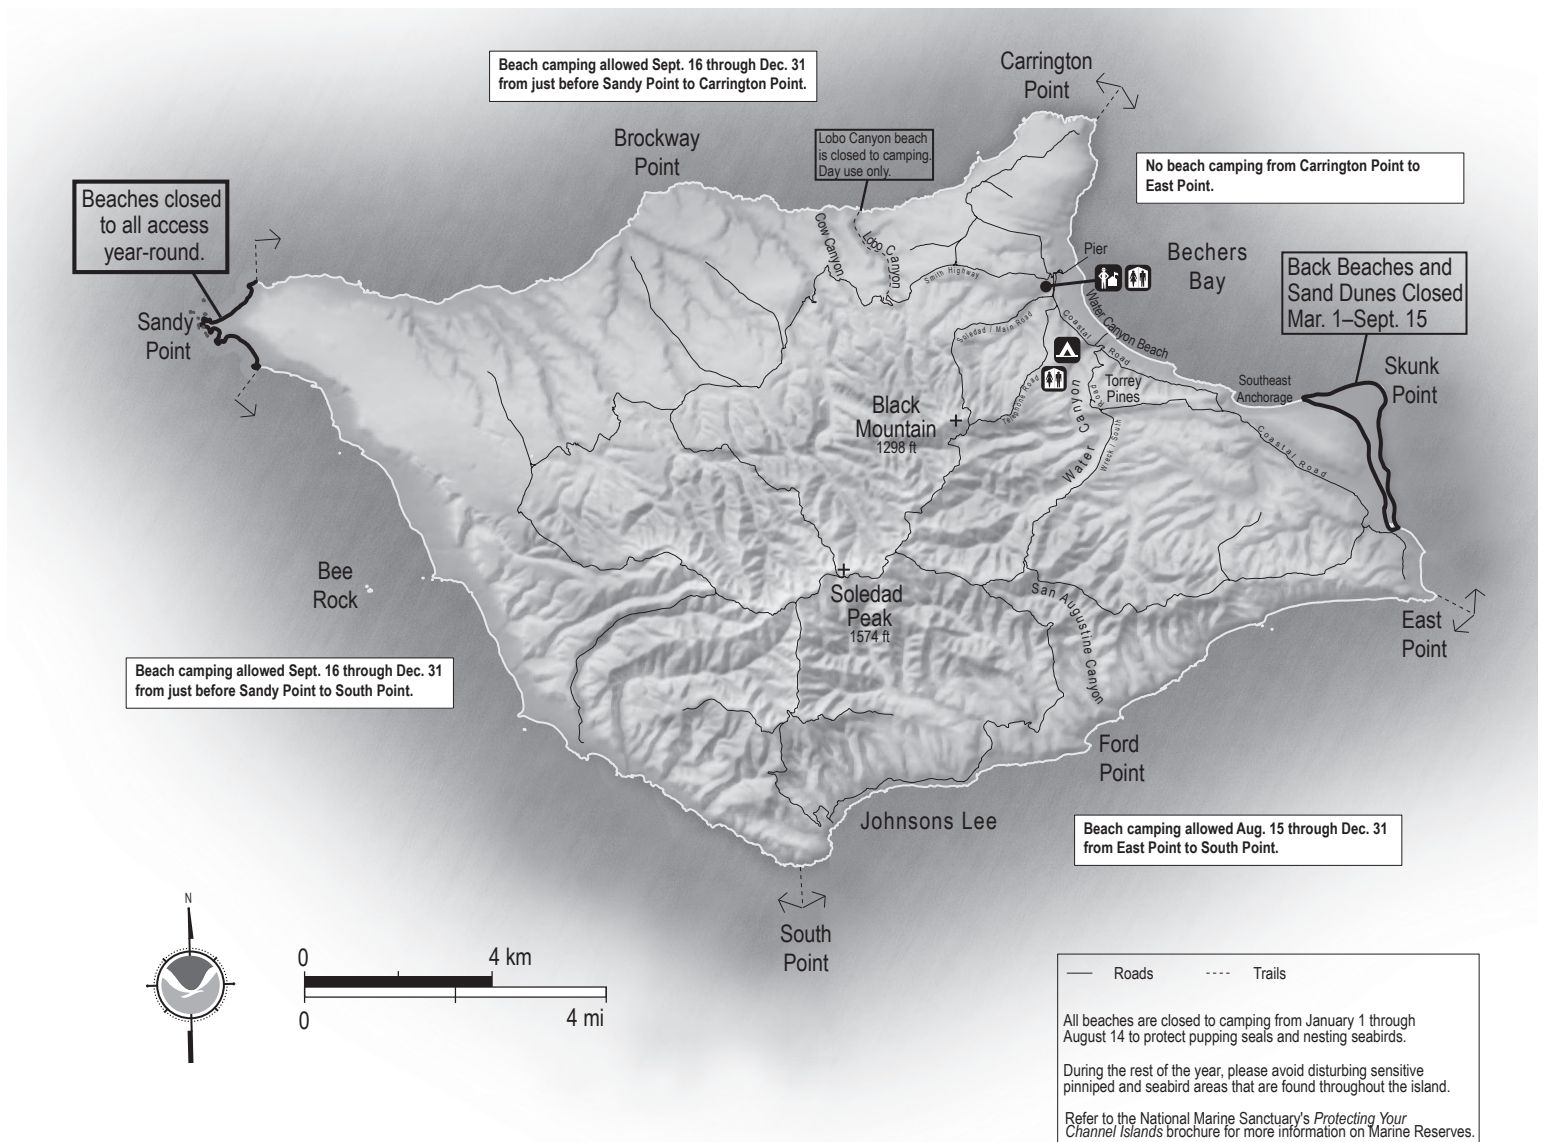 Carrington
Point
Beach camping allowed Sept. 16 through Dec. 31
from just before Sandy Point to Carrington Point.
Brockway
Point
Lobo Canyon beach
is closed to camping.
Day use only.
No beach camping from Carrington Point to
East Point.
Beaches closed
to all access
year-round.
Cow Canyon
Lobo Canyon
Smith Highway
Pier
Bechers
Bay
Back Beaches and
Sand Dunes Closed
Mar. 1–Sept. 15
Sandy
Point
Water Canyon Beach
Soledad / Main Road
Coastal Road
Skunk
Point
Torrey
Pines
Southeast
Anchorage
Telephone Road
Road
Black
Mountain
1298 ft
Water Canyon
Wreck / South
Coastal Road
Bee
Rock
Soledad
Peak
1574 ft
San Augustine Canyon
East
Point
Beach camping allowed Sept. 16 through Dec. 31
from just before Sandy Point to South Point.
Ford
Point
Johnsons Lee
Beach camping allowed Aug. 15 through Dec. 31
from East Point to South Point.
N
South
Point
0
4 km
0
4 mi
Roads
Trails
All beaches are closed to camping from January 1 through
August 14 to protect pupping seals and nesting seabirds.
During the rest of the year, please avoid disturbing sensitive
pinniped and seabird areas that are found throughout the island.
Refer to the National Marine Sanctuary's Protecting Your
Channel Islands brochure for more information on Marine Reserves.